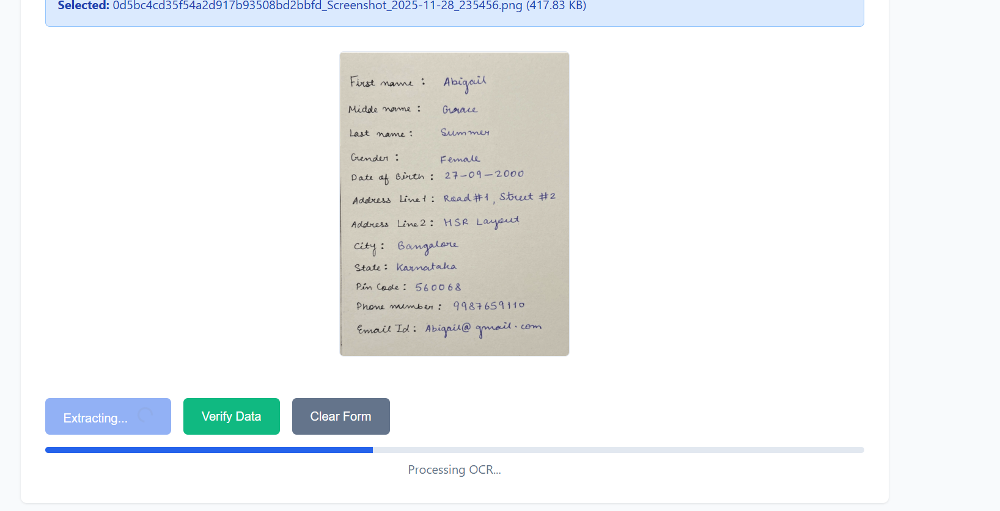 Selected: 0d5bc4cd35f54a2d917b93508bd2bbfd_Screenshot_2025-11-28_235456.png (417.83 KB)
First name : Abigail
Midde name : Grace
Last name : Summer
Gender : Female
Date of Birth : 27-09-2000
Address Line1 : Road#1, Street #2
Address Line2 : HSR Layout
City : Bangalore
State : Karnataka
Pin Code : 560068
Phone number : 9987659110
Email Id : Abigail@gmail.com
Extracting... Verify Data Clear Form
Processing OCR...